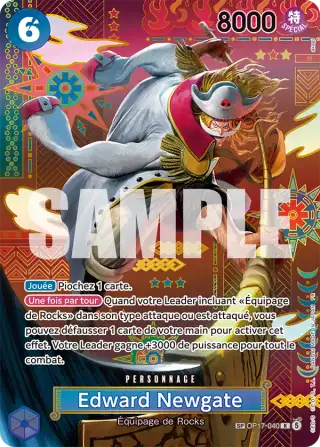 6
8000
特
SPECIAL
SAMPLE
Jouée Piochez 1 carte.
Une fois par tour Quand votre Leader incluant «Équipage
de Rocks» dans son type attaque ou est attaqué, vous
pouvez défausser 1 carte de votre main pour activer cet
effet. Votre Leader gagne +3000 de puissance pour tout le
combat.
PERSONNAGE
Edward Newgate
Équipage de Rocks
SP OP17-040 R 5